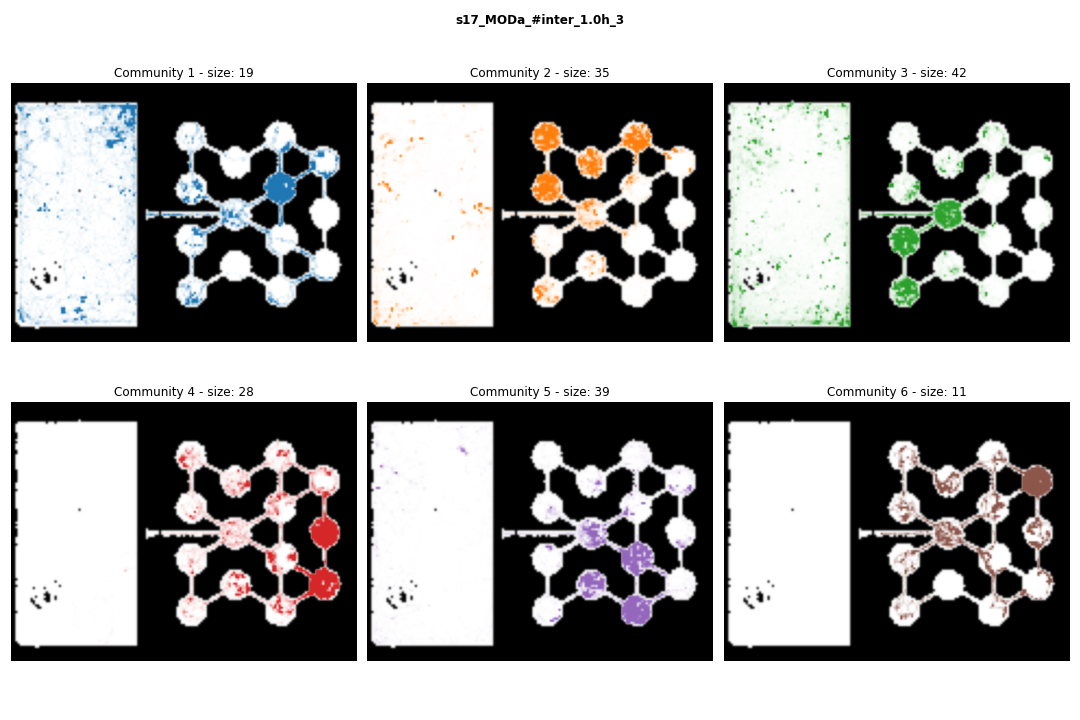 s17_MODa_#inter_1.0h_3
Community 1 - size: 19
Community 2 - size: 35
Community 3 - size: 42
Community 4 - size: 28
Community 5 - size: 39
Community 6 - size: 11